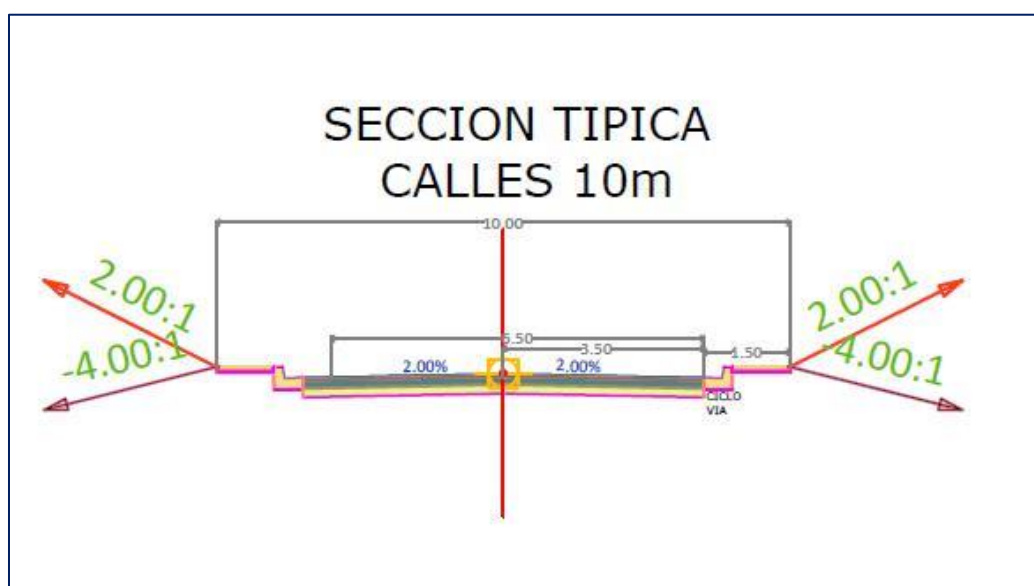 SECCION TIPICA
CALLES 10m
10.00
2.00:1
2.00:1
-4.00:1
6.50
3.50
1.50
-4.00:1
2.00%
2.00%
CICLO
VIA